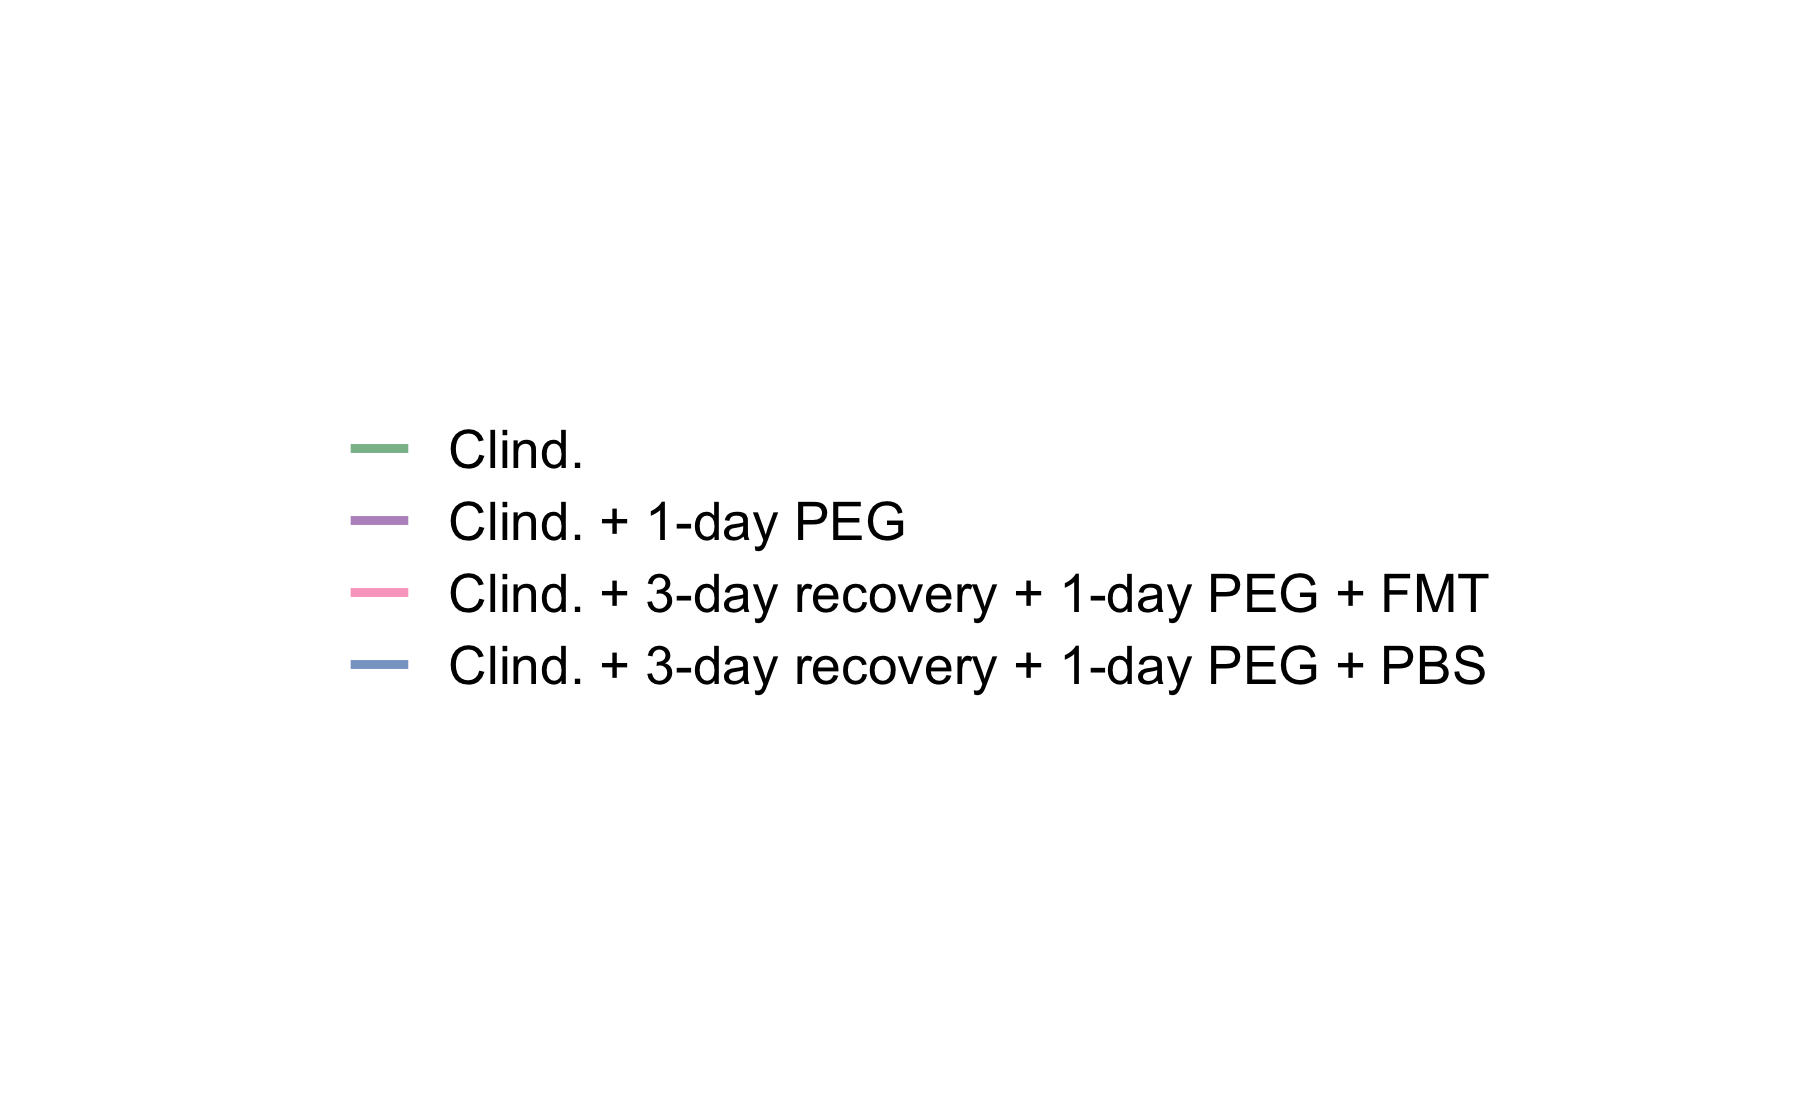 Clind.
Clind. + 1-day PEG
Clind. + 3-day recovery + 1-day PEG + FMT
Clind. + 3-day recovery + 1-day PEG + PBS